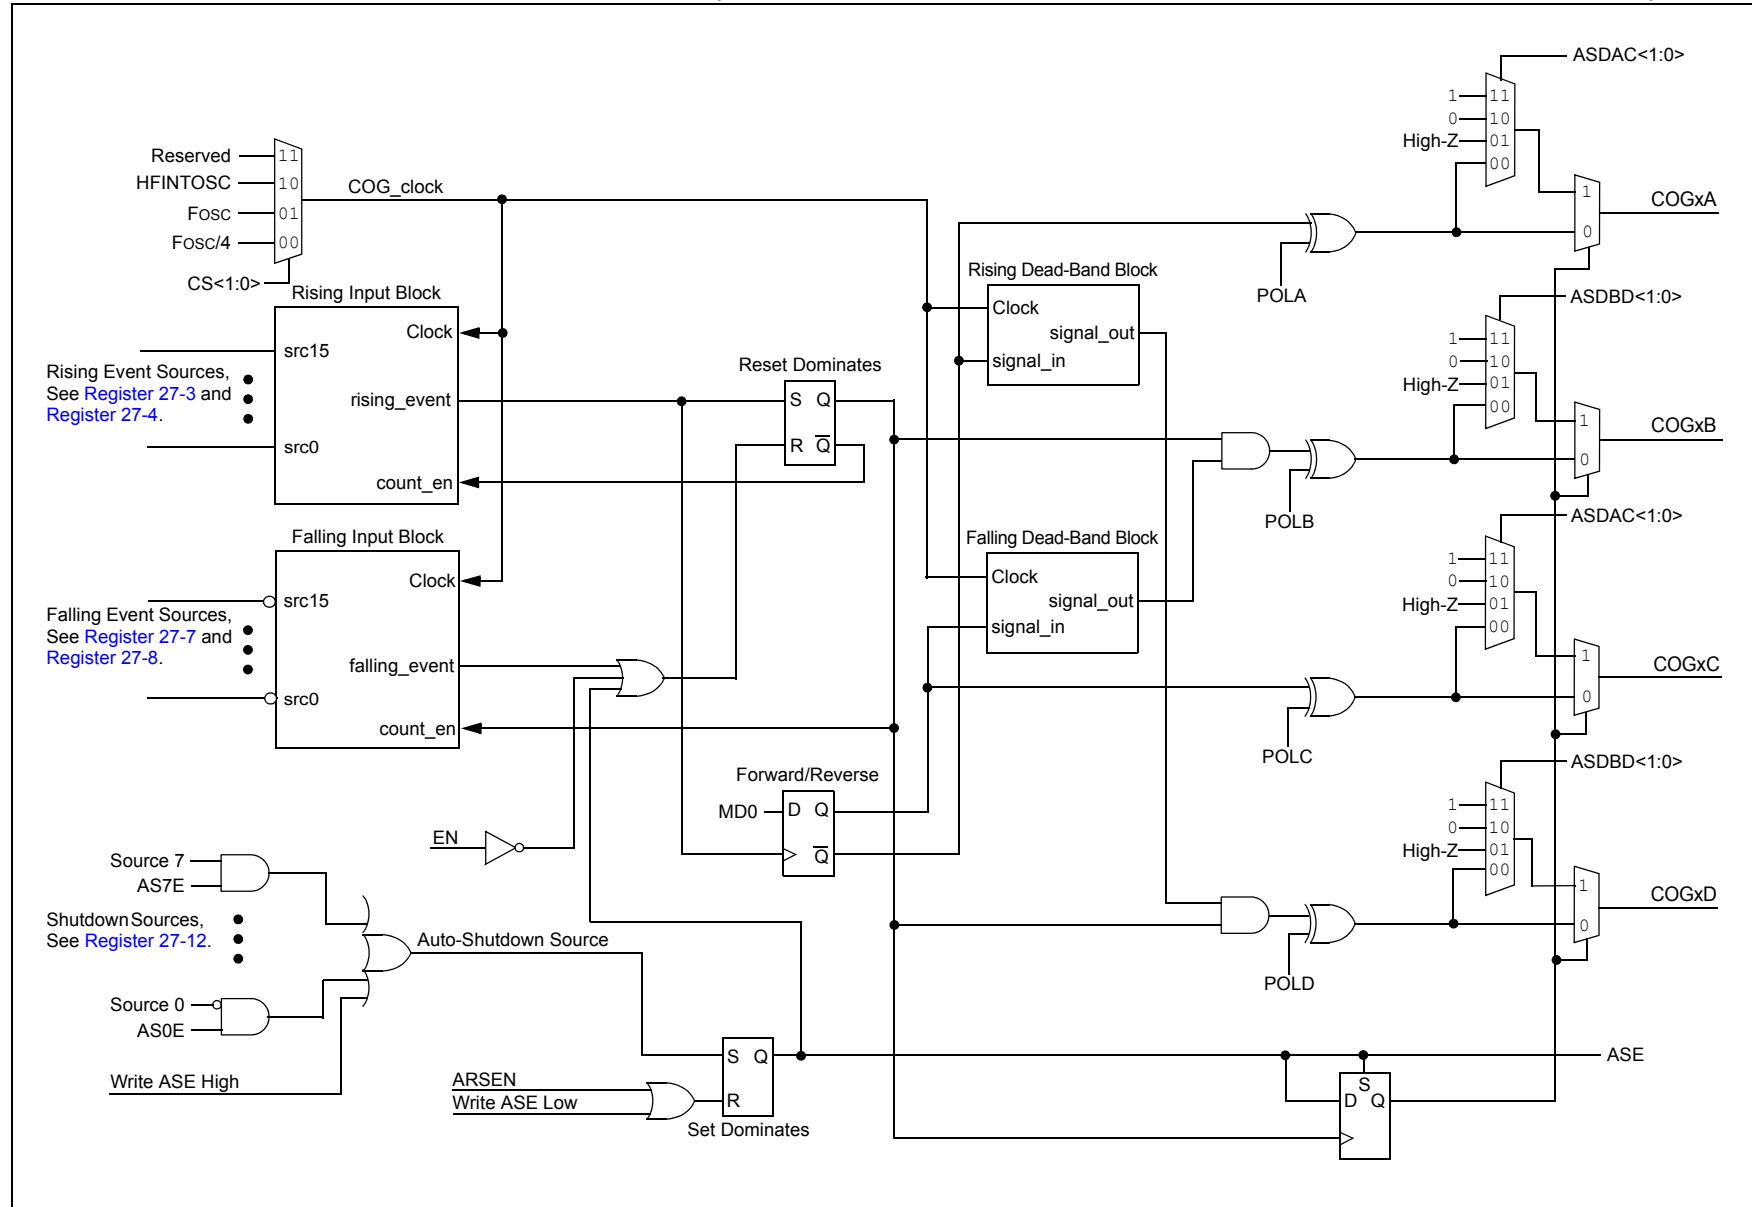 ASDAC<1:0>
1 11
0 10
High-Z 01
00
1
0
COGxA
POLA
Reserved 11
HFINTOSC 10
FOSC 01
FOSC/4 00
CS<1:0>
COG_clock
Rising Input Block
Clock
src15
Rising Event Sources,
See Register 27-3 and
Register 27-4.
rising_event
src0
count_en
Reset Dominates
S Q
R Q
Rising Dead-Band Block
Clock
signal_out
signal_in
ASDBD<1:0>
1 11
0 10
High-Z 01
00
1
0
COGxB
POLB
Falling Input Block
Clock
src15
Falling Event Sources,
See Register 27-7 and
Register 27-8.
falling_event
src0
count_en
Falling Dead-Band Block
Clock
signal_out
signal_in
ASDAC<1:0>
1 11
0 10
High-Z 01
00
1
0
COGxC
POLC
Forward/Reverse
MD0 D Q
Q
EN
ASDBD<1:0>
1 11
0 10
High-Z 01
00
1
0
COGxD
POLD
Source 7
AS7E
Shutdown Sources,
See Register 27-12.
Source 0
AS0E
Write ASE High
Auto-Shutdown Source
ARSEN
Write ASE Low
S Q
R
Set Dominates
ASE
S
D Q